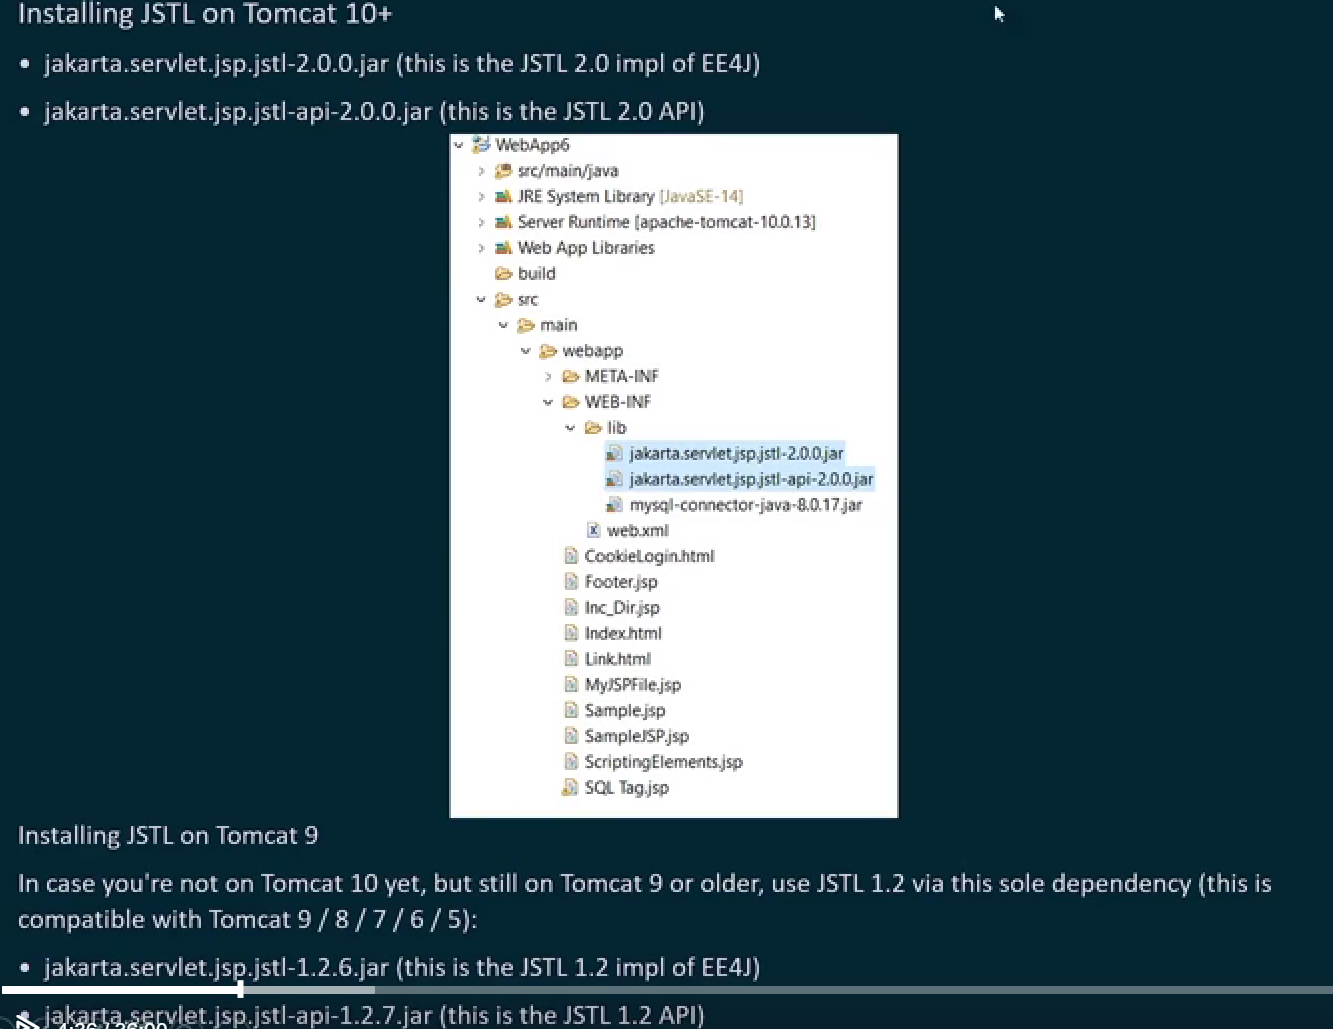 Installing JSTL on Tomcat 10+
• jakarta.servlet.jsp.jstl-2.0.0.jar (this is the JSTL 2.0 impl of EE4J)
• jakarta.servlet.jsp.jstl-api-2.0.0.jar (this is the JSTL 2.0 API)
WebApp6
src/main/java
JRE System Library [JavaSE-14]
Server Runtime [apache-tomcat-10.0.13]
Web App Libraries
build
src
main
webapp
META-INF
WEB-INF
lib
jakarta.servlet.jsp.jstl-2.0.0.jar
jakarta.servlet.jsp.jstl-api-2.0.0.jar
mysql-connector-java-8.0.17.jar
web.xml
CookieLogin.html
Footer.jsp
Inc_Dir.jsp
Index.html
Link.html
MyJSPFile.jsp
Sample.jsp
SampleJSP.jsp
ScriptingElements.jsp
SQL Tag.jsp
Installing JSTL on Tomcat 9
In case you're not on Tomcat 10 yet, but still on Tomcat 9 or older, use JSTL 1.2 via this sole dependency (this is
compatible with Tomcat 9 / 8 / 7 / 6 / 5):
• jakarta.servlet.jsp.jstl-1.2.6.jar (this is the JSTL 1.2 impl of EE4J)
• jakarta.servlet.jsp.jstl-api-1.2.7.jar (this is the JSTL 1.2 API)